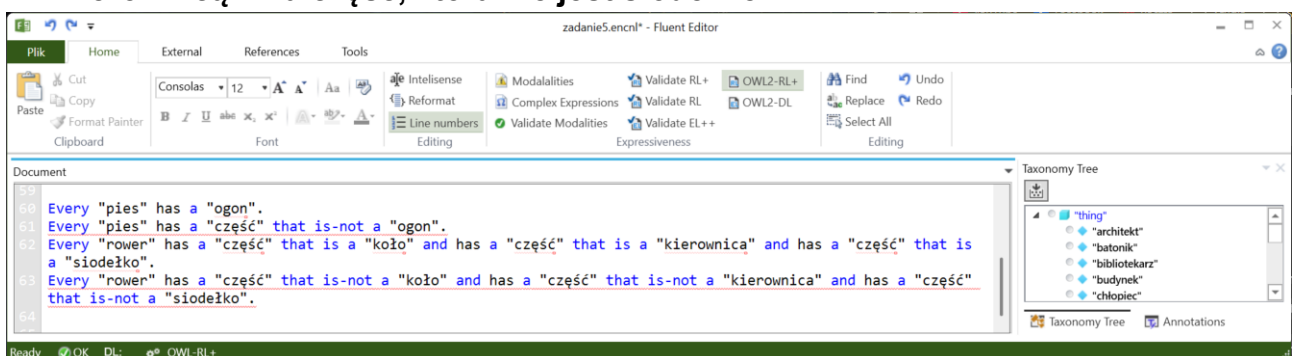 zadanie5.encnl* - Fluent Editor
Plik Home External References Tools
Paste
Cut
Copy
Format Painter
Clipboard
Consolas 12 A A Aa
B I U abc x, x² A
Font
Intelisense
Reformat
Line numbers
Editing
Modalalities
Complex Expressions
Validate Modalities
Validate RL+
Validate RL
Validate EL++
OWL2-RL+
OWL2-DL
Expressiveness
Find
Replace
Select All
Undo
Redo
Editing
Document
59
60 Every "pies" has a "ogon".
61 Every "pies" has a "część" that is-not a "ogon".
62 Every "rower" has a "część" that is a "koło" and has a "część" that is a "kierownica" and has a "część" that is
a "siodełko".
63 Every "rower" has a "część" that is-not a "koło" and has a "część" that is-not a "kierownica" and has a "część"
that is-not a "siodełko".
64
Taxonomy Tree
"thing"
"architekt"
"batonik"
"bibliotekarz"
"budynek"
"chłopiec"
Taxonomy Tree Annotations
Ready OK DL: OWL-RL+